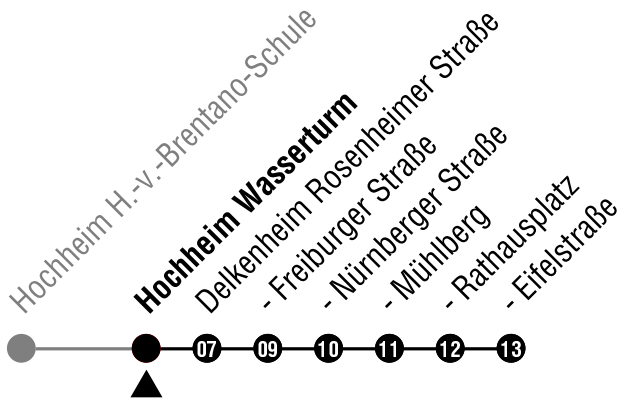 Hochheim H.-v.-Brentano-Schule
Hochheim Wasserturm
Delkenheim Rosenheimer Straße
- Freiburger Straße
- Nürnberger Straße
- Mühlberg
- Rathausplatz
- Eifelstraße
07 09 10 11 12 13